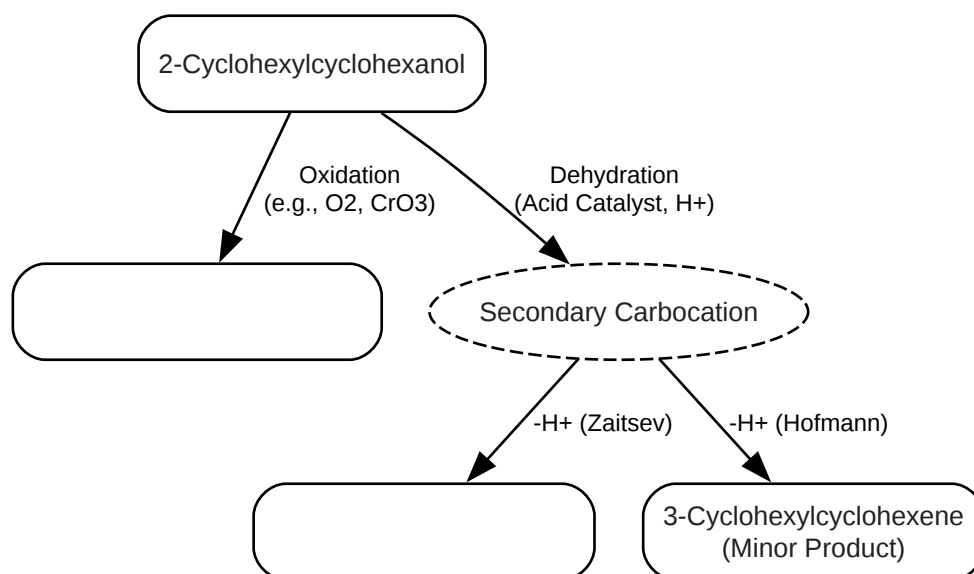 2-Cyclohexylcyclohexanol
Oxidation
(e.g., O2, CrO3)
Dehydration
(Acid Catalyst, H+)
Secondary Carbocation
-H+ (Zaitsev)
-H+ (Hofmann)
3-Cyclohexylcyclohexene
(Minor Product)